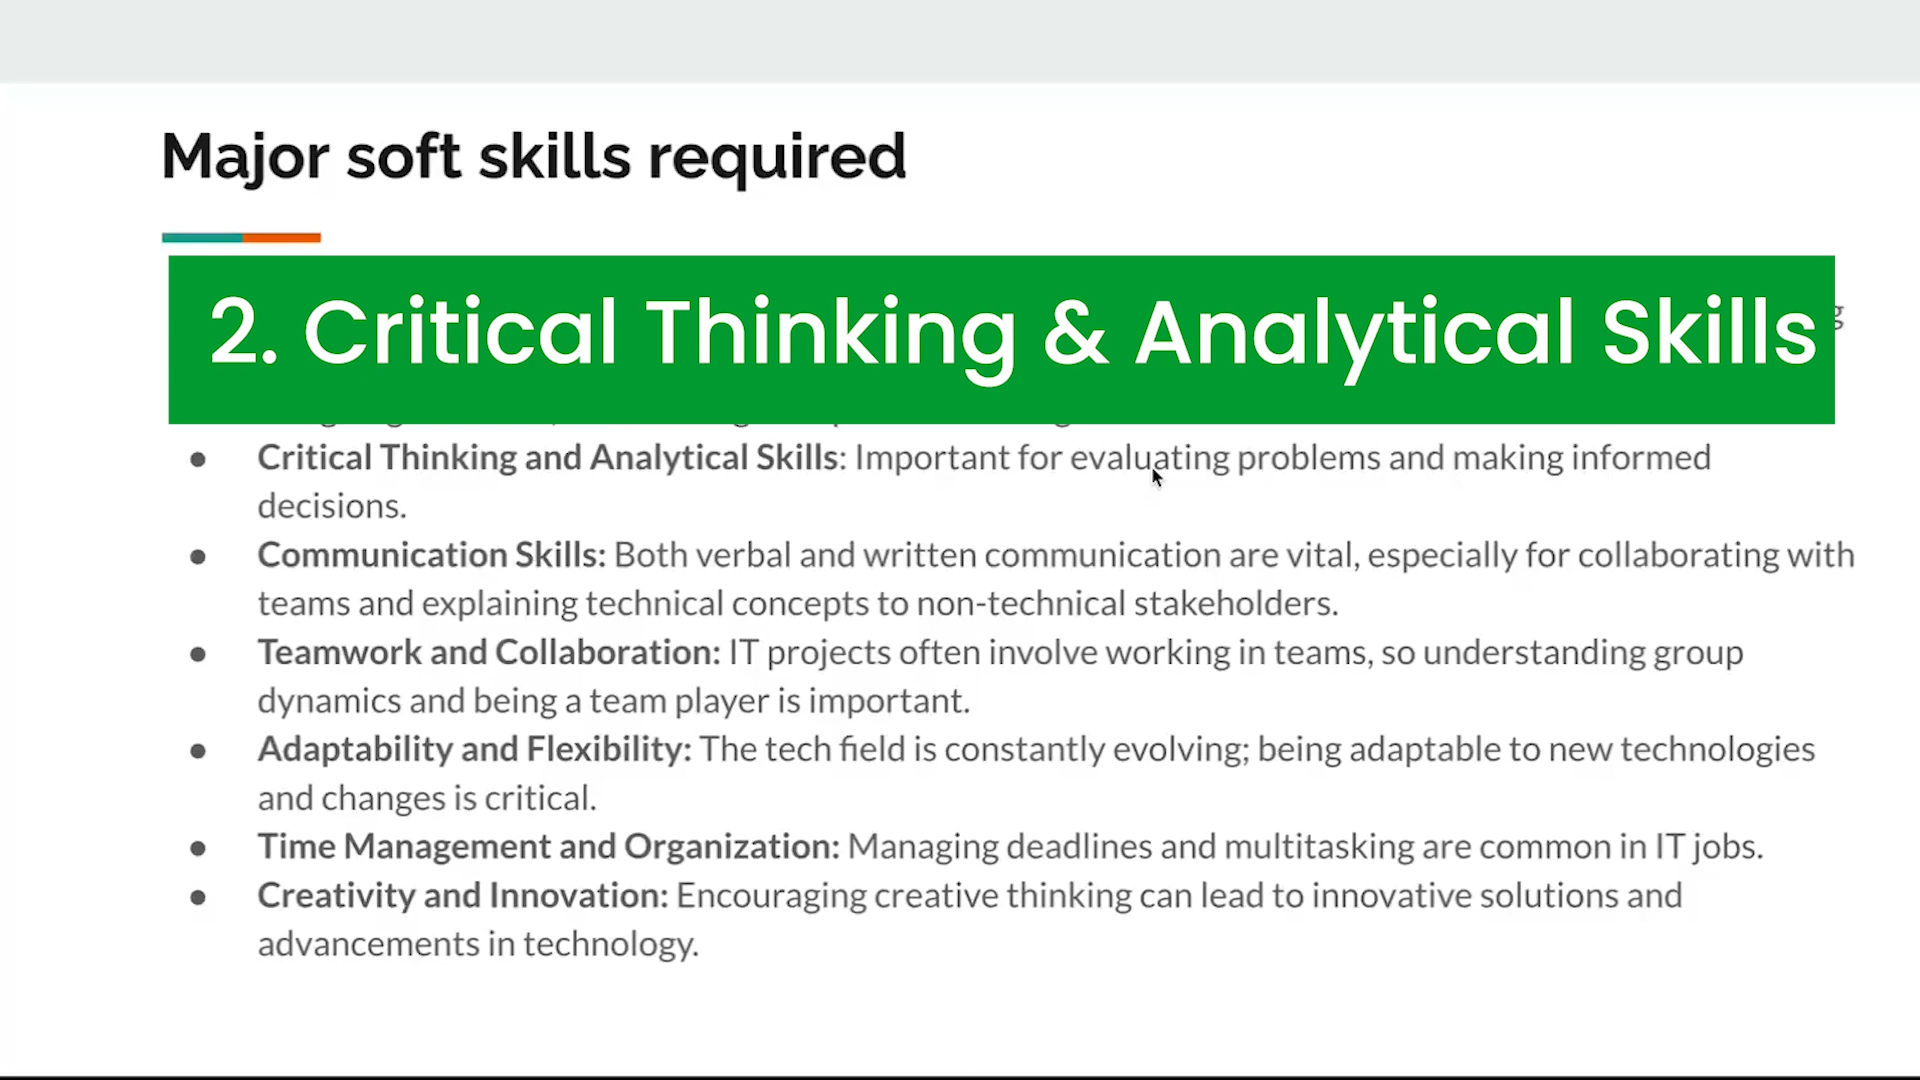 Major soft skills required
2. Critical Thinking & Analytical Skills
● Critical Thinking and Analytical Skills: Important for evaluating problems and making informed
decisions.
● Communication Skills: Both verbal and written communication are vital, especially for collaborating with
teams and explaining technical concepts to non-technical stakeholders.
● Teamwork and Collaboration: IT projects often involve working in teams, so understanding group
dynamics and being a team player is important.
● Adaptability and Flexibility: The tech field is constantly evolving; being adaptable to new technologies
and changes is critical.
● Time Management and Organization: Managing deadlines and multitasking are common in IT jobs.
● Creativity and Innovation: Encouraging creative thinking can lead to innovative solutions and
advancements in technology.